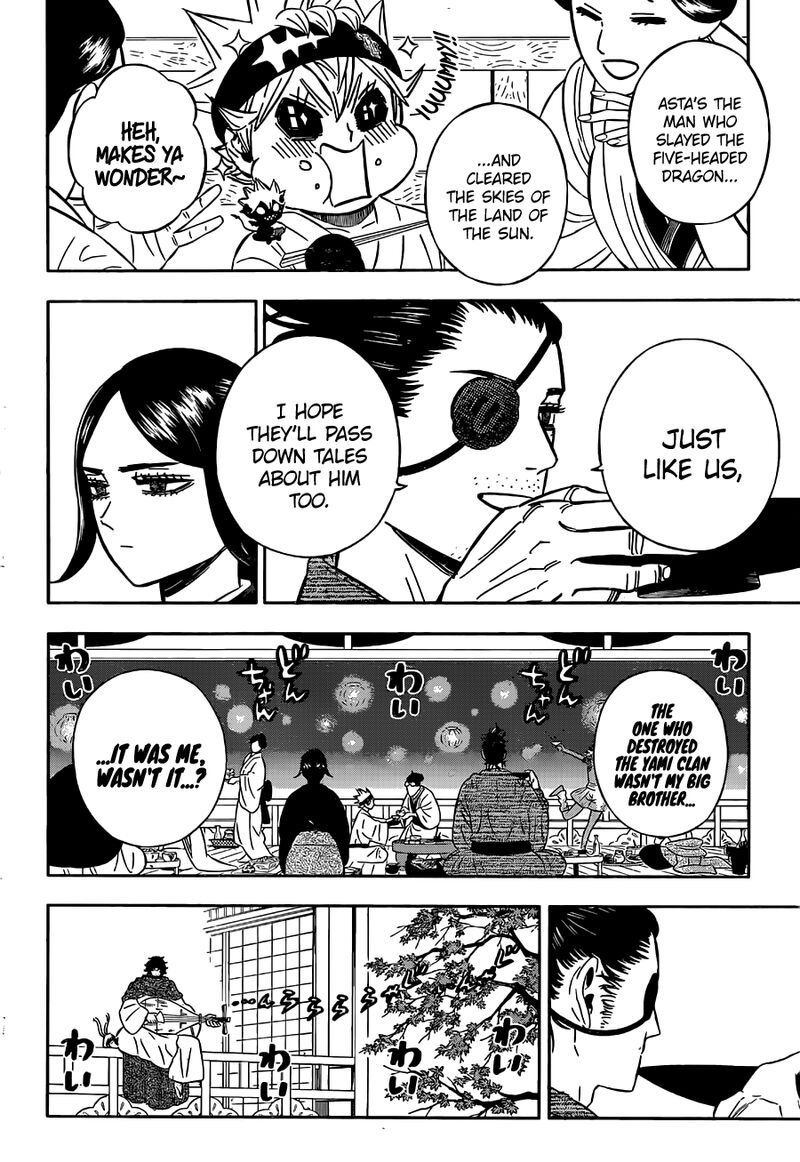 ASTA'S THE
MAN WHO
SLAYED THE
FIVE-HEADED
DRAGON...
...AND
CLEARED
THE SKIES OF
THE LAND OF
THE SUN.
YUUUMMY!!
HEH,
MAKES YA
WONDER~
JUST
LIKE US,
I HOPE
THEY'LL PASS
DOWN TALES
ABOUT HIM
TOO.
わい
どん
ちゃん
わい
どん
ちゃん
わい
THE
ONE WHO
DESTROYED
THE YAMI CLAN
WASN'T MY BIG
BROTHER...
...IT WAS ME,
WASN'T IT...?
わい
わい
わい